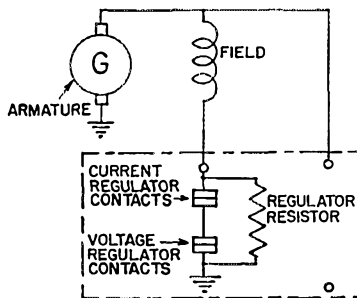 G
FIELD
ARMATURE
CURRENT
REGULATOR
CONTACTS
REGULATOR
RESISTOR
VOLTAGE
REGULATOR
CONTACTS